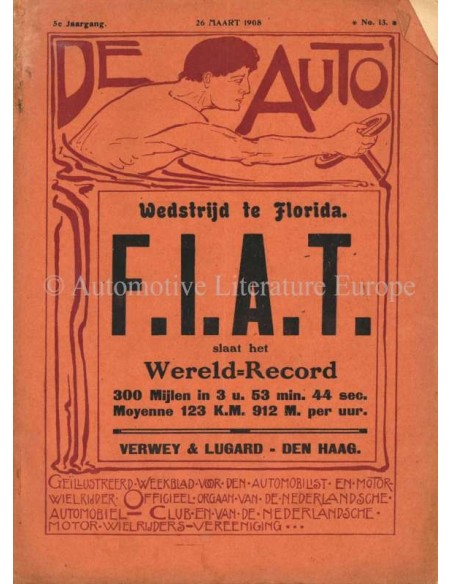 5e Jaargang. 26 MAART 1908 * No. 13. *
DE AUTO
Wedstrijd te Florida.
F.I.A.T.
© Automotive Literature Europe
slaat het
Wereld=Record
300 Mijlen in 3 u. 53 min. 44 sec.
Moyenne 123 K.M. 912 M. per uur.
VERWEY & LUGARD - DEN HAAG.
GEÏLLUSTREERD·WEEKBLAD·VOOR·DEN·AUTOMOBILIST·EN·MOTOR-
WIELRIJDER·OFFICIEEL·ORGAAN·VAN·DE·NEDERLANDSCHE·
AUTOMOBIEL-CLUB·EN·VAN·DE·NEDERLANDSCHE·
MOTOR·WIELRIJDERS-VEREENIGING···